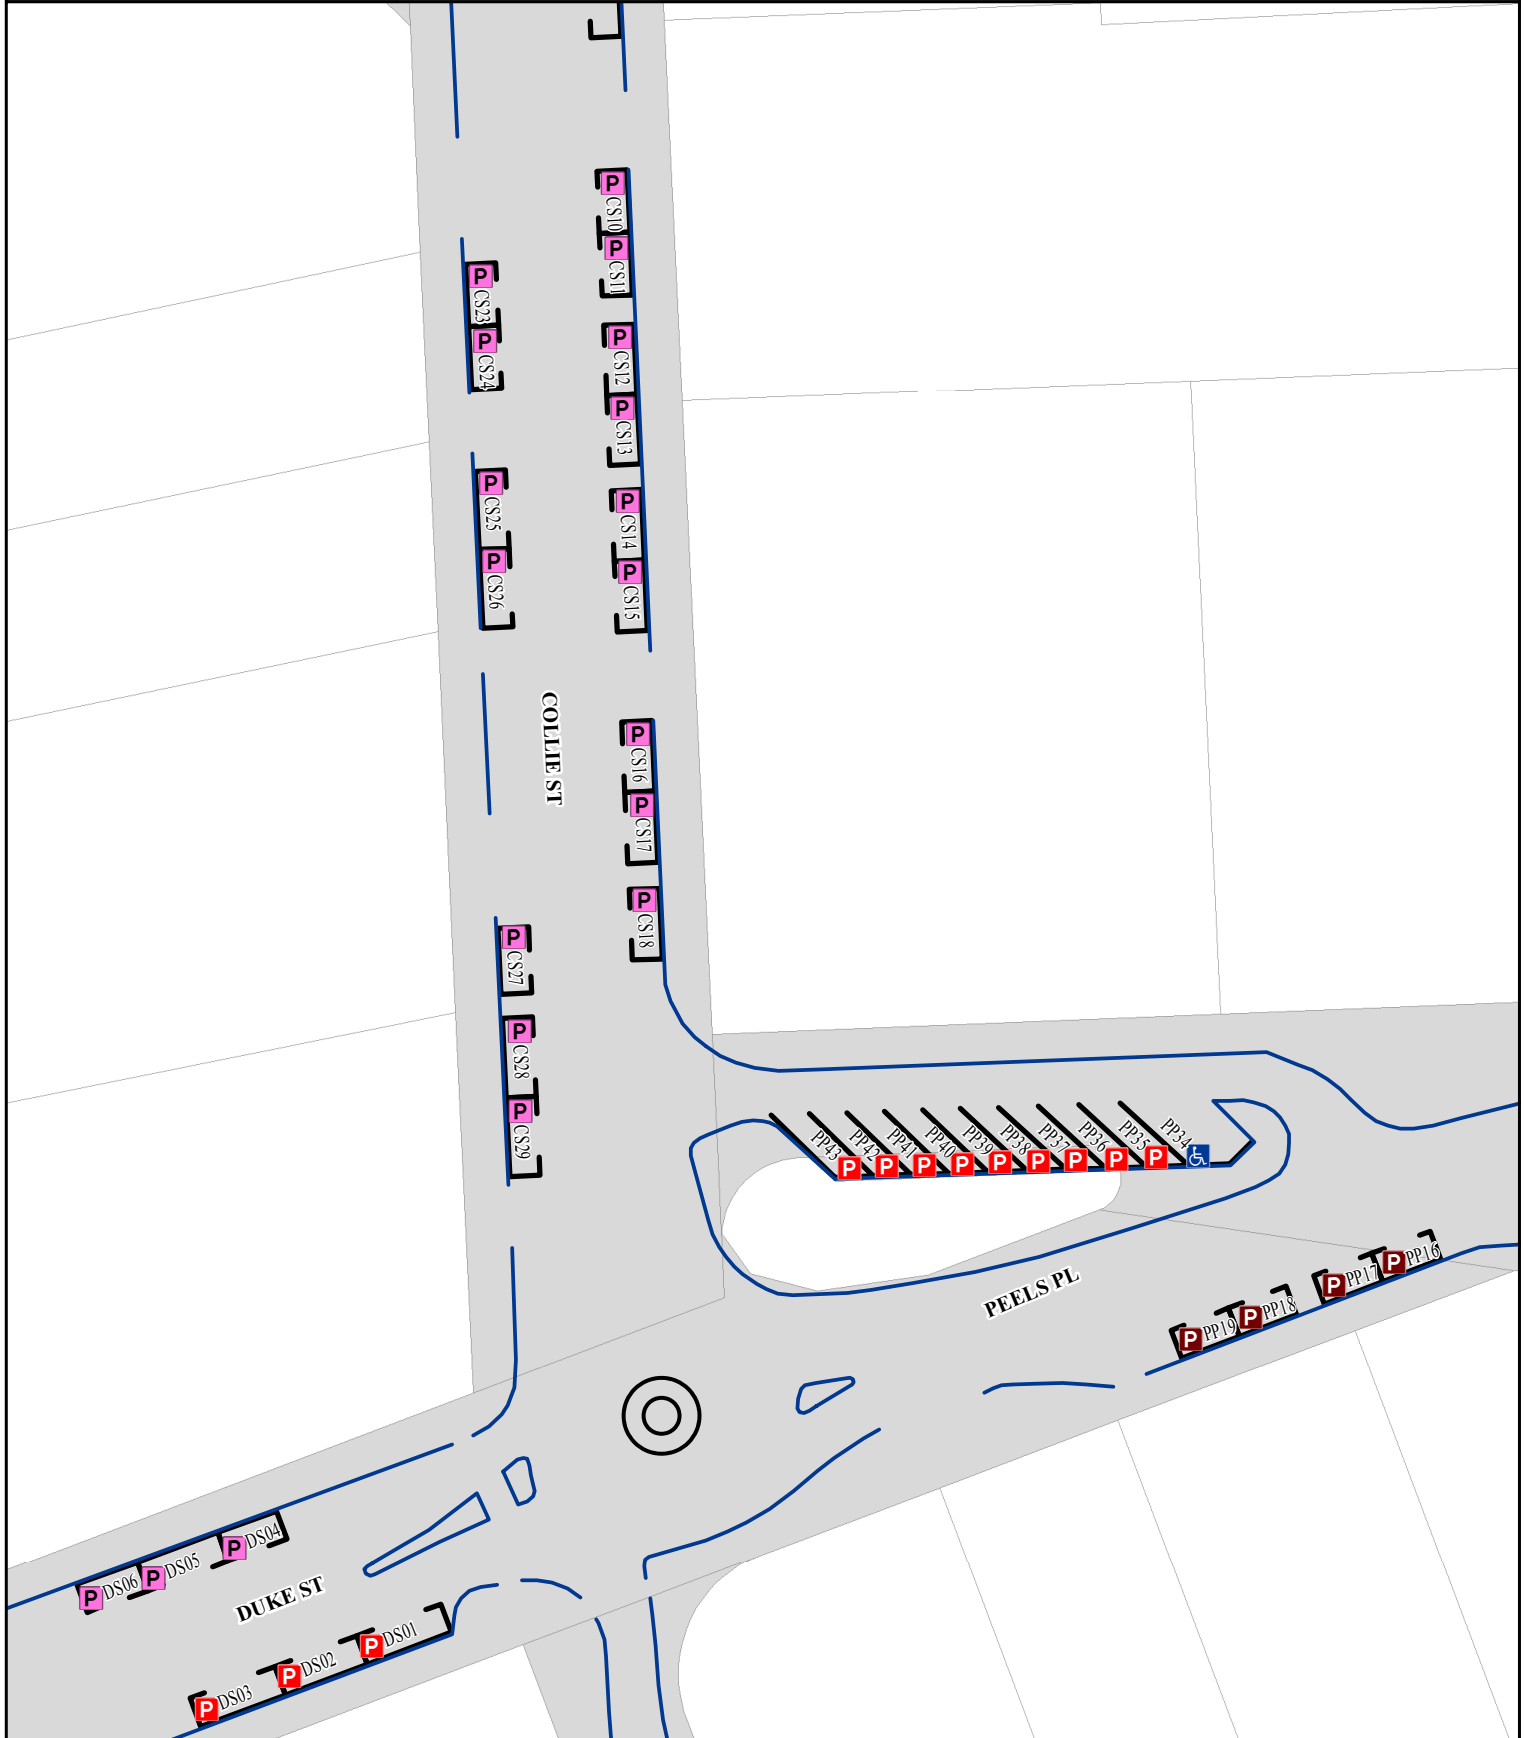 P
CS10
P
CS11
P
CS23
P
CS24
P
CS12
P
CS13
P
CS25
P
CS26
P
CS14
P
CS15
COLLIE ST
P
CS16
P
CS17
P
CS18
P
CS27
P
CS28
P
CS29
PP43
PP42
PP41
PP40
PP39
PP38
PP37
PP36
PP35
PP34
P
P
P
P
P
P
P
P
P
PEELS PL
P
PP16
P
PP17
P
PP18
P
PP19
P
DS04
P
DS05
P
DS06
DUKE ST
P
DS01
P
DS02
P
DS03